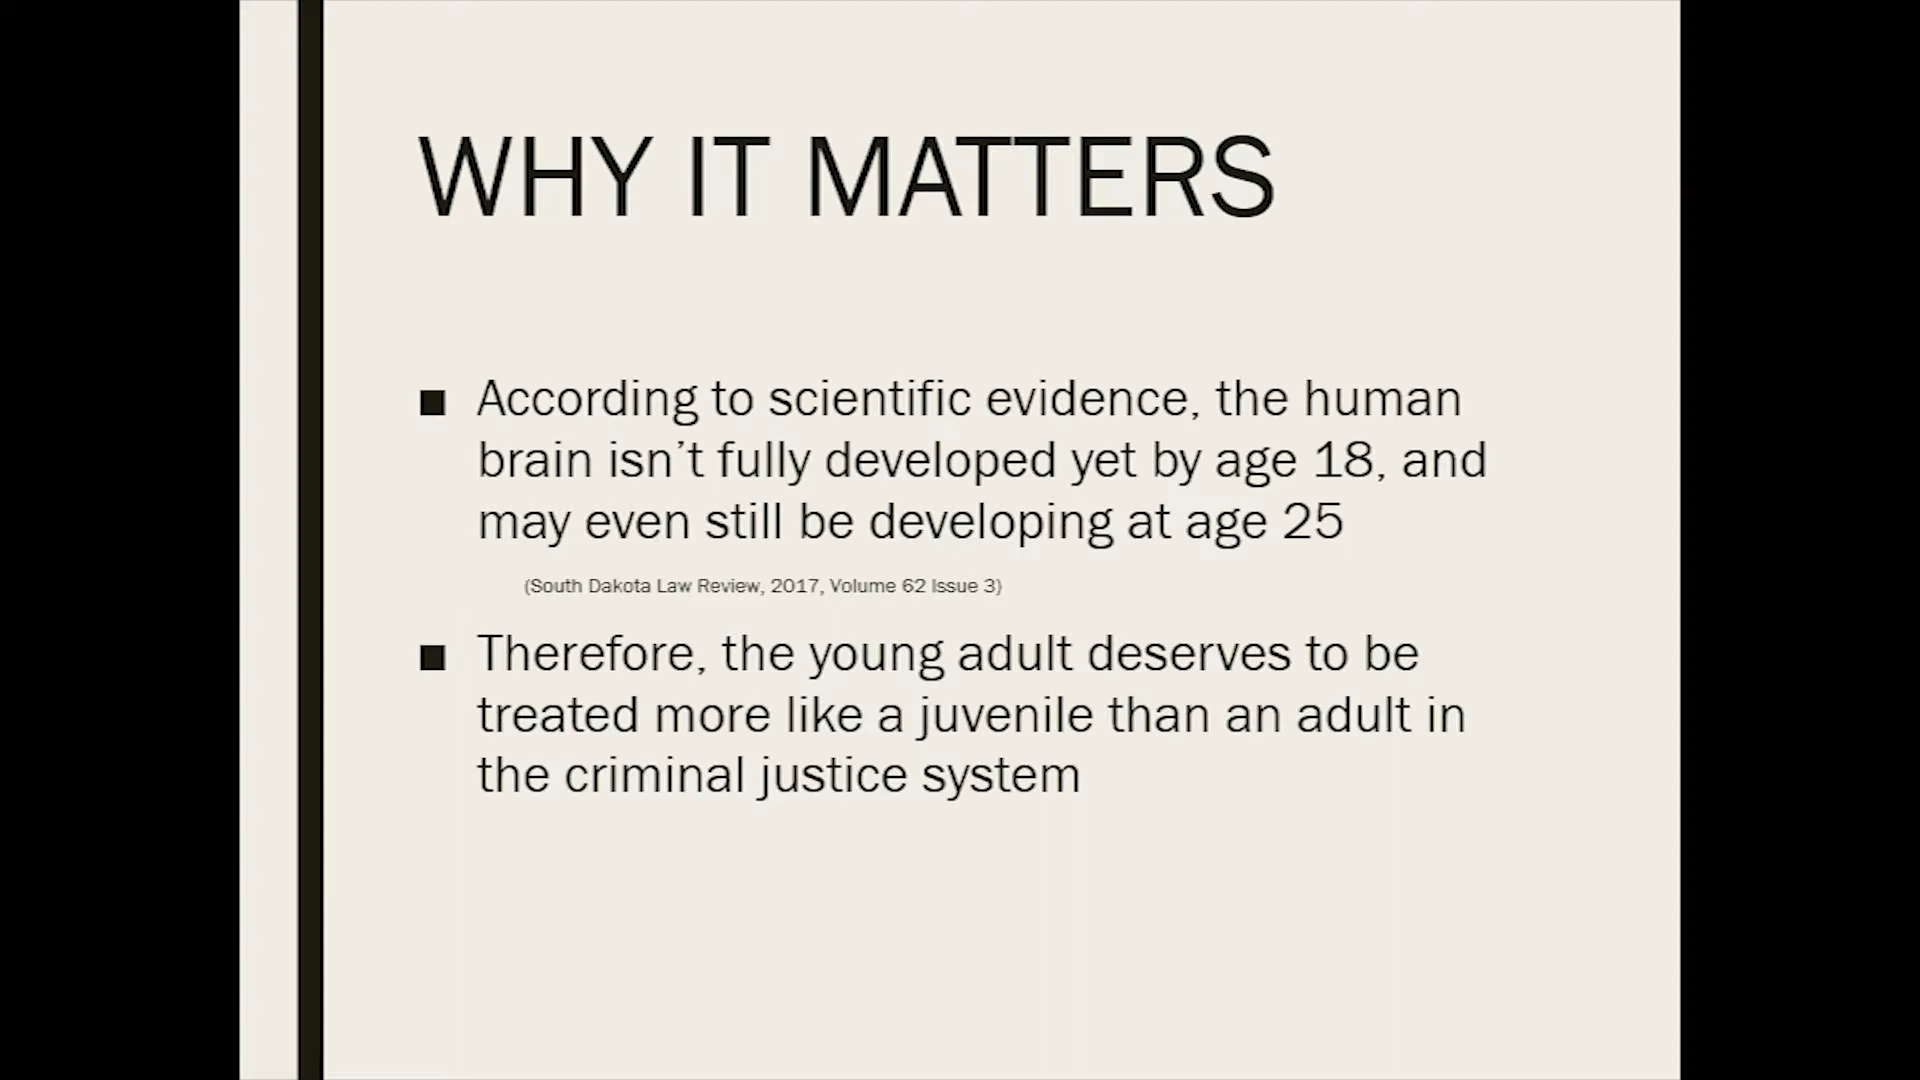 WHY IT MATTERS
■ According to scientific evidence, the human
brain isn’t fully developed yet by age 18, and
may even still be developing at age 25
(South Dakota Law Review, 2017, Volume 62 Issue 3)
■ Therefore, the young adult deserves to be
treated more like a juvenile than an adult in
the criminal justice system